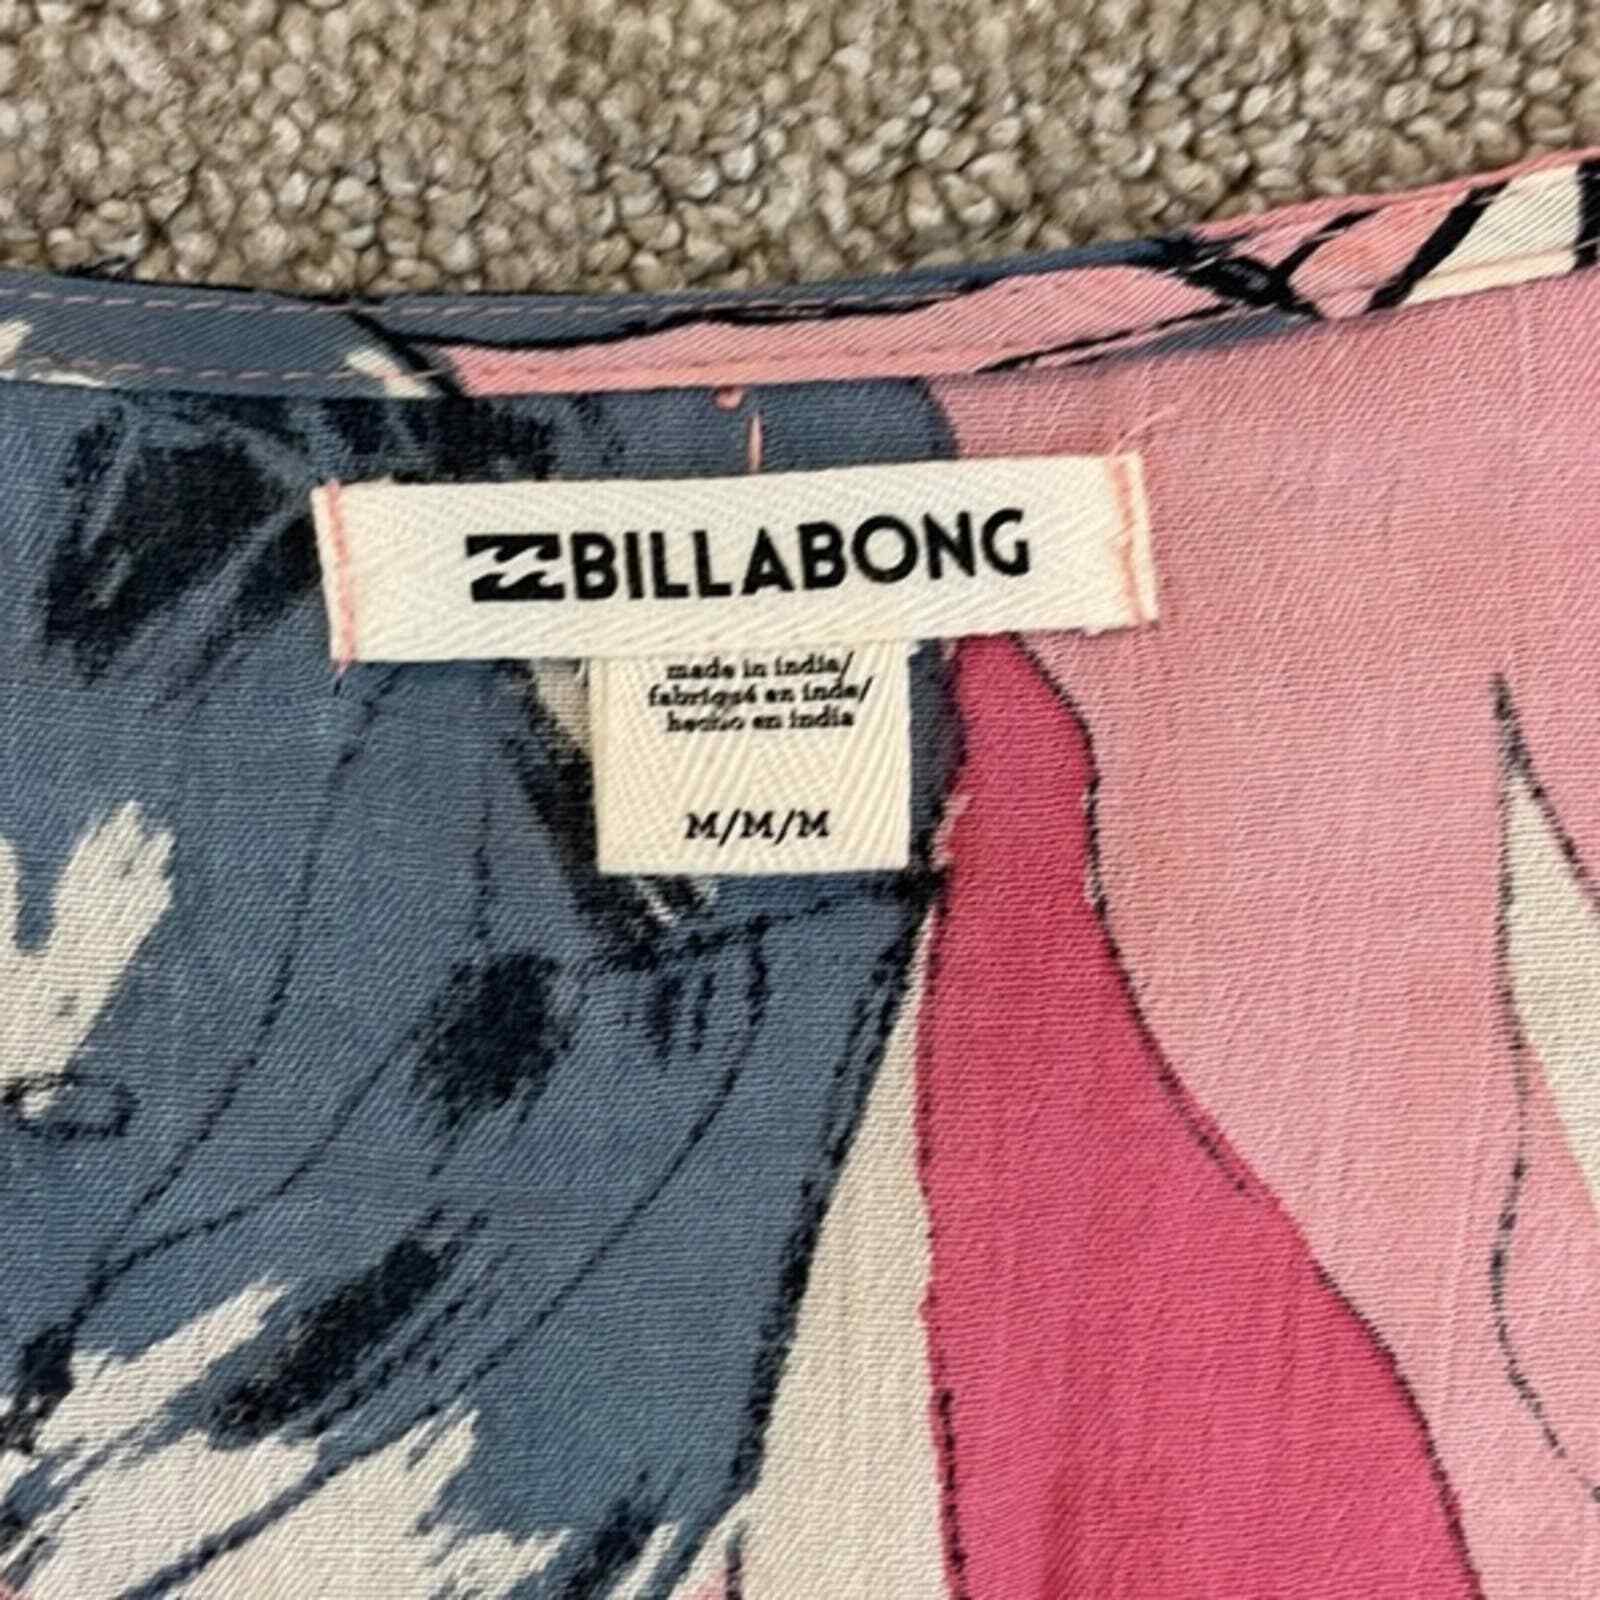 BILLABONG
made in india/
fabriqué en inde/
hecho en india
M/M/M